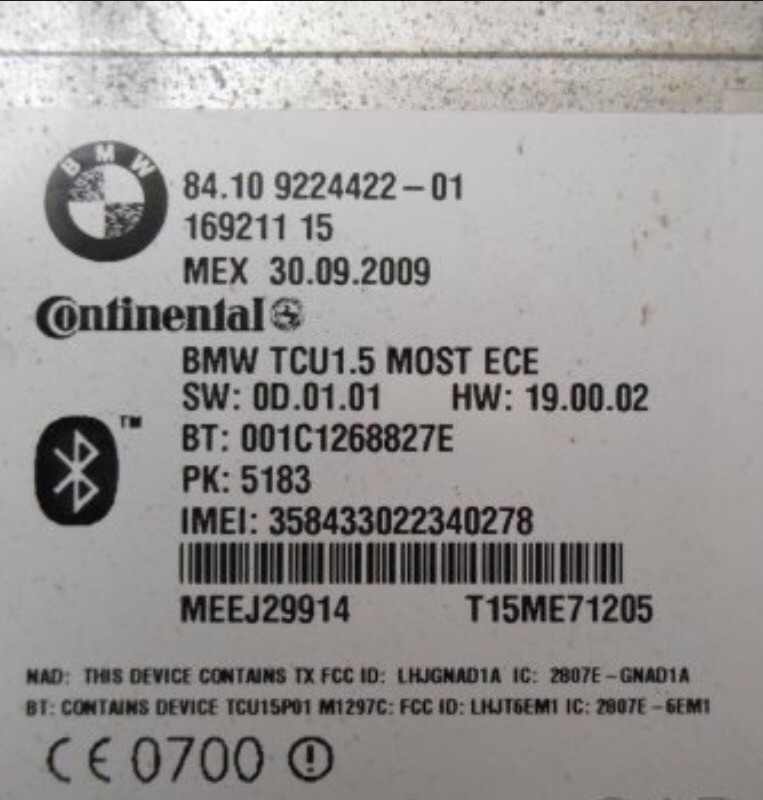 BMW
84.10 9224422-01
169211 15
MEX 30.09.2009
Continental
BMW TCU1.5 MOST ECE
SW: 0D.01.01 HW: 19.00.02
™
BT: 001C1268827E
PK: 5183
IMEI: 358433022340278
MEEJ29914 T15ME71205
NAD: THIS DEVICE CONTAINS TX FCC ID: LHJGNAD1A IC: 2807E-GNAD1A
BT: CONTAINS DEVICE TCU15P01 M1297C: FCC ID: LHJT6EM1 IC: 2807E-6EM1
CE 0700